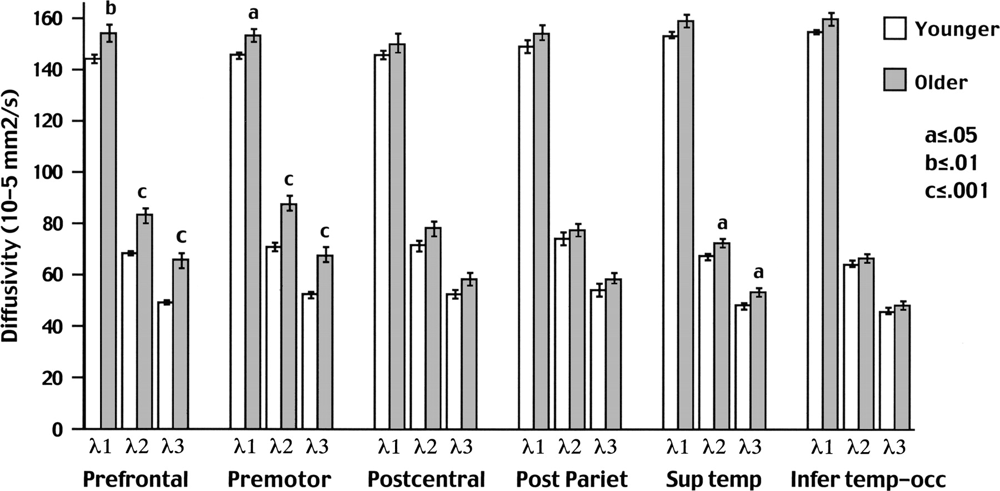 Diffusivity (10–5 mm2/s)
160
140
120
100
80
60
40
20
0
b
c
c
a
c
c
a
a
λ1 λ2 λ3 λ1 λ2 λ3 λ1 λ2 λ3 λ1 λ2 λ3 λ1 λ2 λ3 λ1 λ2 λ3
Prefrontal Premotor Postcentral Post Pariet Sup temp Infer temp–occ
Younger
Older
a≤.05
b≤.01
c≤.001